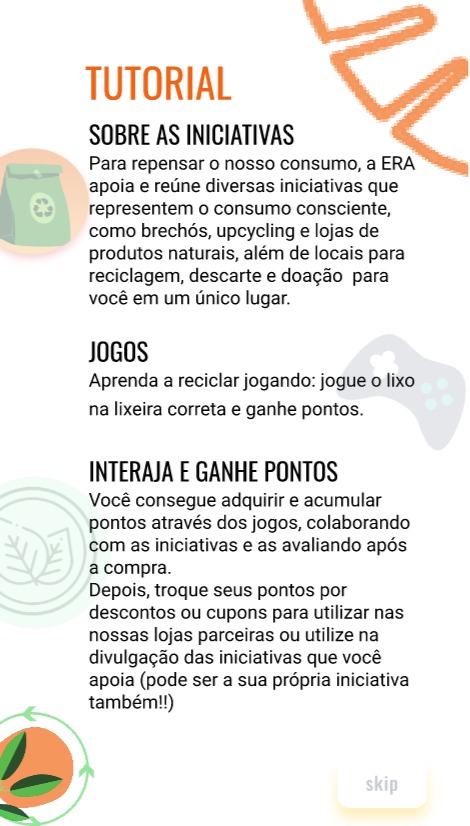 TUTORIAL
SOBRE AS INICIATIVAS
Para repensar o nosso consumo, a ERA
apoia e reúne diversas iniciativas que
representem o consumo consciente,
como brechós, upcycling e lojas de
produtos naturais, além de locais para
reciclagem, descarte e doação  para
você em um único lugar.
JOGOS
Aprenda a reciclar jogando: jogue o lixo
na lixeira correta e ganhe pontos.
INTERAJA E GANHE PONTOS
Você consegue adquirir e acumular
pontos através dos jogos, colaborando
com as iniciativas e as avaliando após
a compra.
Depois, troque seus pontos por
descontos ou cupons para utilizar nas
nossas lojas parceiras ou utilize na
divulgação das iniciativas que você
apoia (pode ser a sua própria iniciativa
também!!)
skip